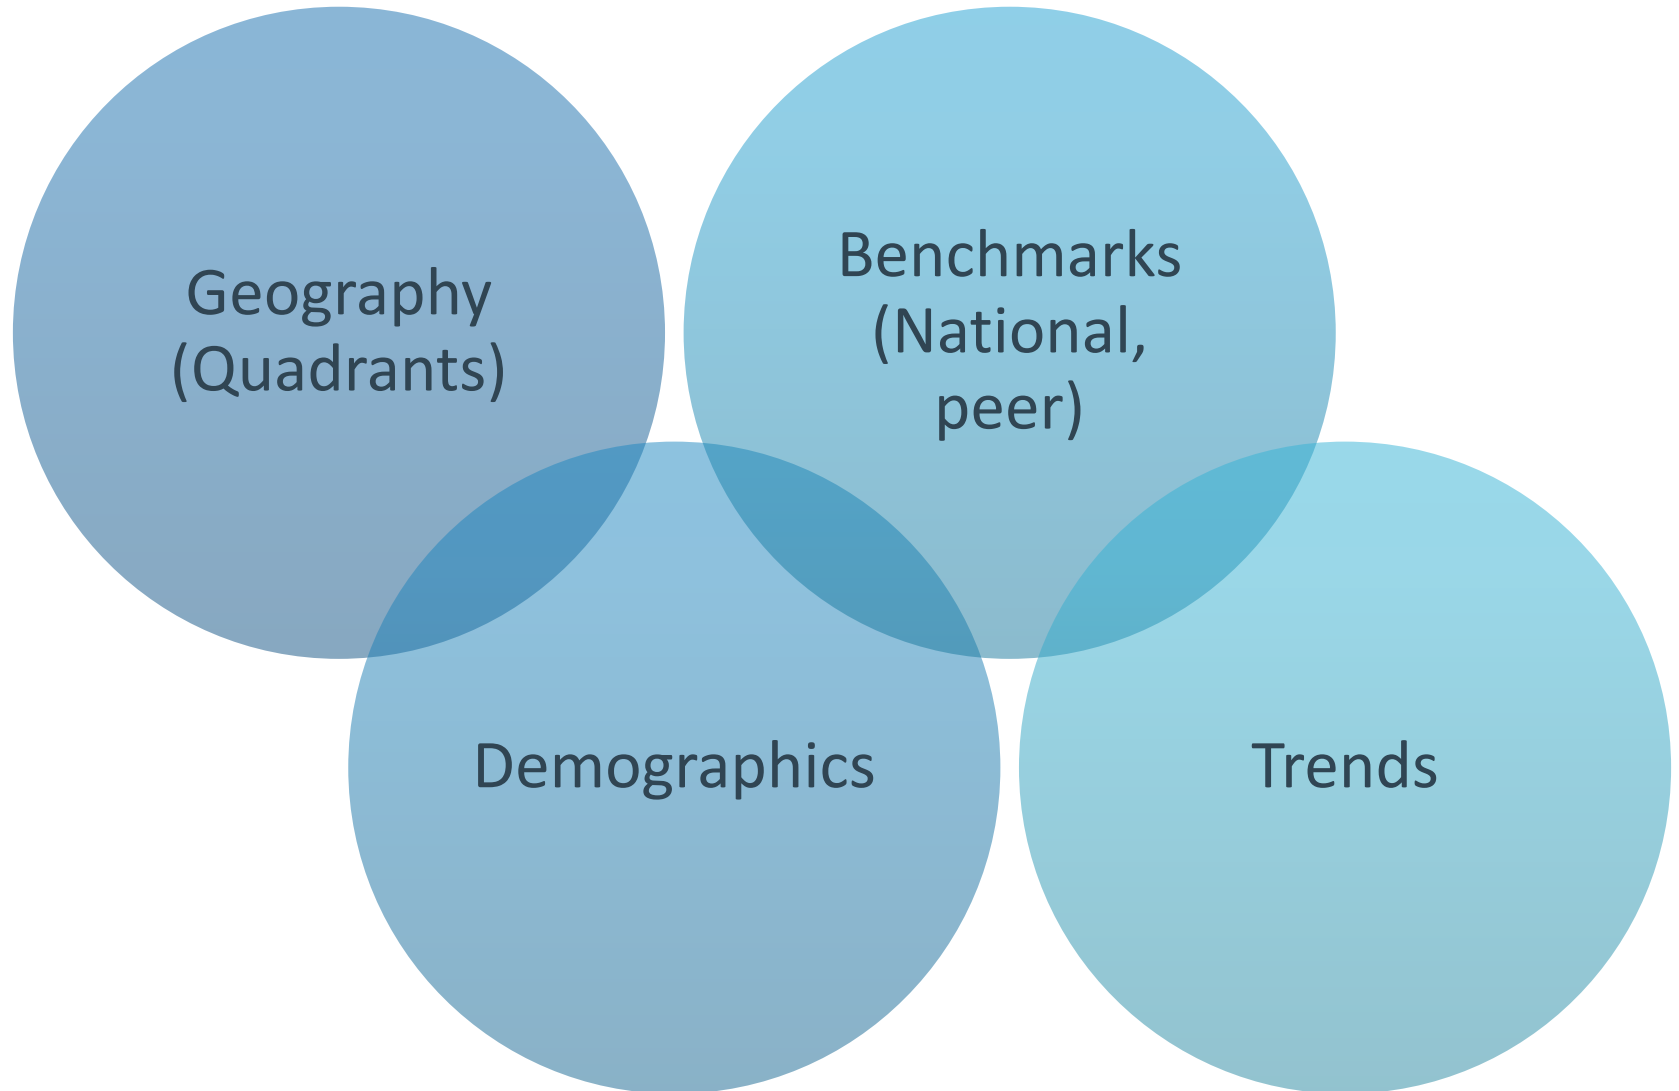 Geography
(Quadrants)
Benchmarks
(National,
peer)
Demographics
Trends